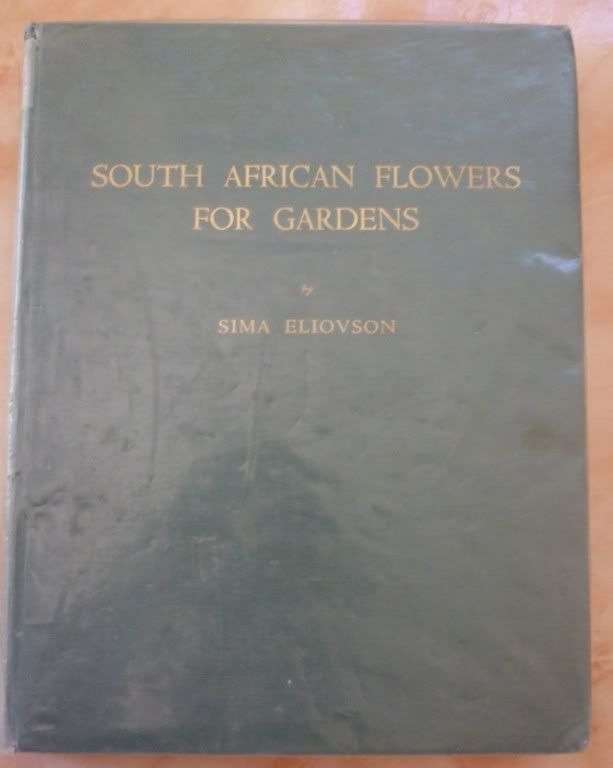 SOUTH AFRICAN FLOWERS
FOR GARDENS
by
SIMA ELIOVSON